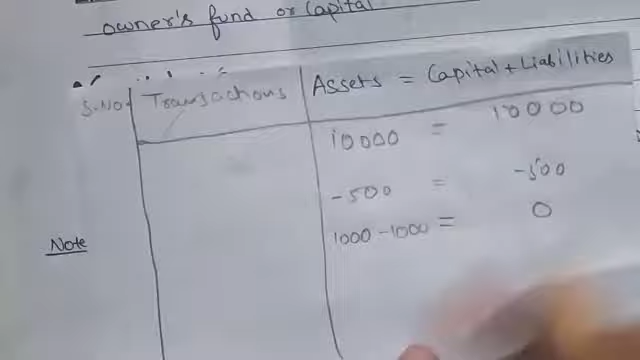 owner's fund or Capital
S.No. Transactions Assets = Capital + Liabilities
10000 = 10000
-500 = -500
1000-1000 = 0
Note